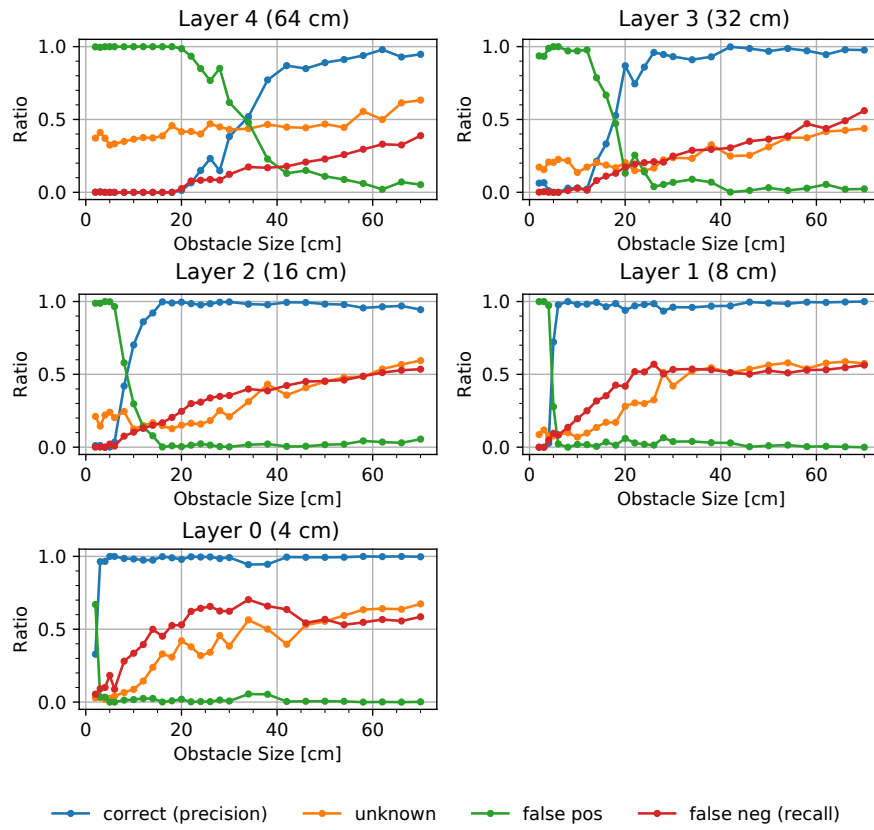 Layer 4 (64 cm)
1.0
0.5
0.0
Ratio
0 20 40 60
Obstacle Size [cm]
Layer 3 (32 cm)
1.0
0.5
0.0
Ratio
0 20 40 60
Obstacle Size [cm]
Layer 2 (16 cm)
1.0
0.5
0.0
Ratio
0 20 40 60
Obstacle Size [cm]
Layer 1 (8 cm)
1.0
0.5
0.0
Ratio
0 20 40 60
Obstacle Size [cm]
Layer 0 (4 cm)
1.0
0.5
0.0
Ratio
0 20 40 60
Obstacle Size [cm]
correct (precision) unknown false pos false neg (recall)